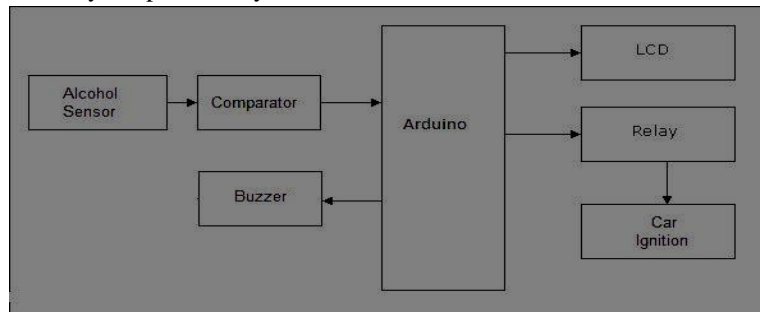 Alcohol
Sensor
Comparator
Buzzer
Arduino
LCD
Relay
Car
Ignition